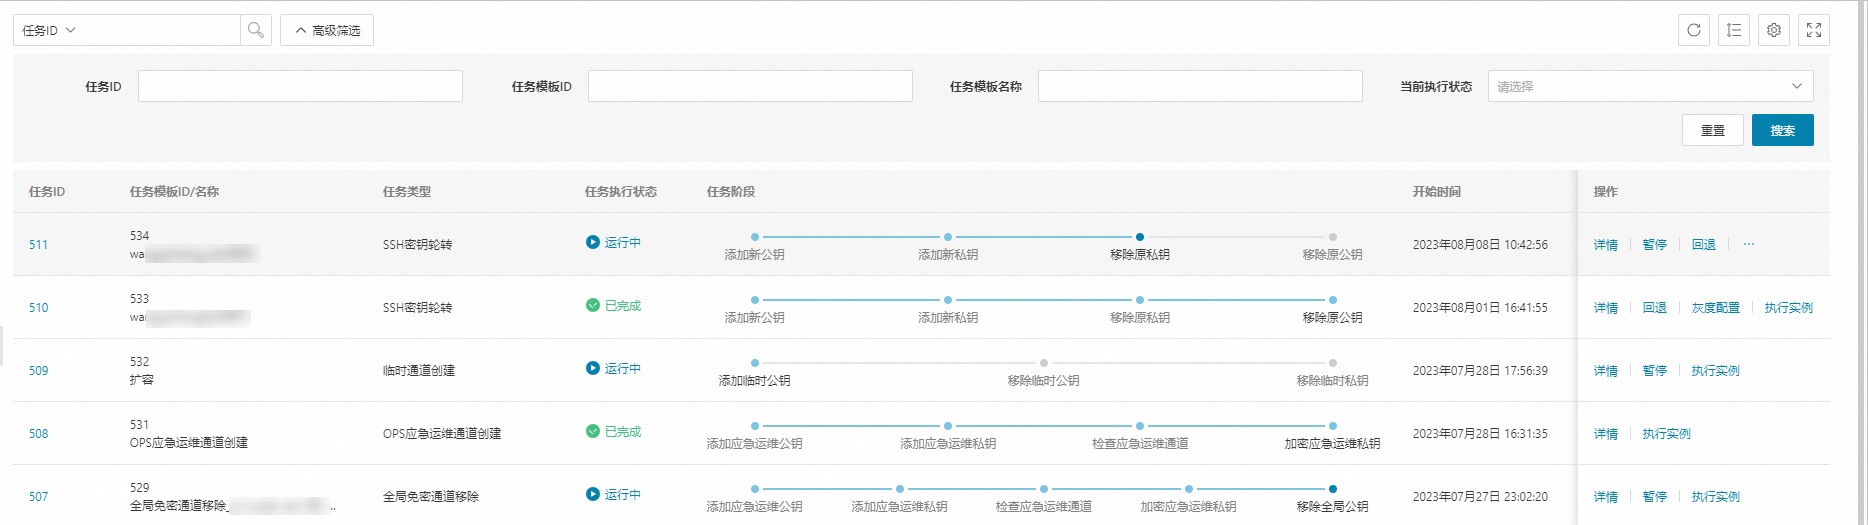 任务ID
高级筛选
任务ID
任务模板ID
任务模板名称
当前执行状态
请选择
重置
搜索
任务ID 任务模板ID/名称 任务类型 任务执行状态 任务阶段 开始时间 操作
511 534 SSH密钥轮转 运行中 2023年08月08日 10:42:56 详情 暂停 回退 ···
wa
添加新公钥 添加新私钥 移除原私钥 移除原公钥
510 533 SSH密钥轮转 已完成 2023年08月01日 16:41:55 详情 回退 灰度配置 执行实例
wa
添加新公钥 添加新私钥 移除原私钥 移除原公钥
509 532 临时通道创建 运行中 2023年07月28日 17:56:39 详情 暂停 执行实例
扩容
添加临时公钥 移除临时公钥 移除临时私钥
508 531 OPS应急运维通道创建 已完成 2023年07月28日 16:31:35 详情 执行实例
OPS应急运维通道创建
添加应急运维公钥 添加应急运维私钥 检查应急运维通道 加密应急运维私钥
507 529 全局免密通道移除 运行中 2023年07月27日 23:02:20 详情 暂停 执行实例
全局免密通道移除_ ..
添加应急运维公钥 添加应急运维私钥 检查应急运维通道 加密应急运维私钥 移除全局公钥